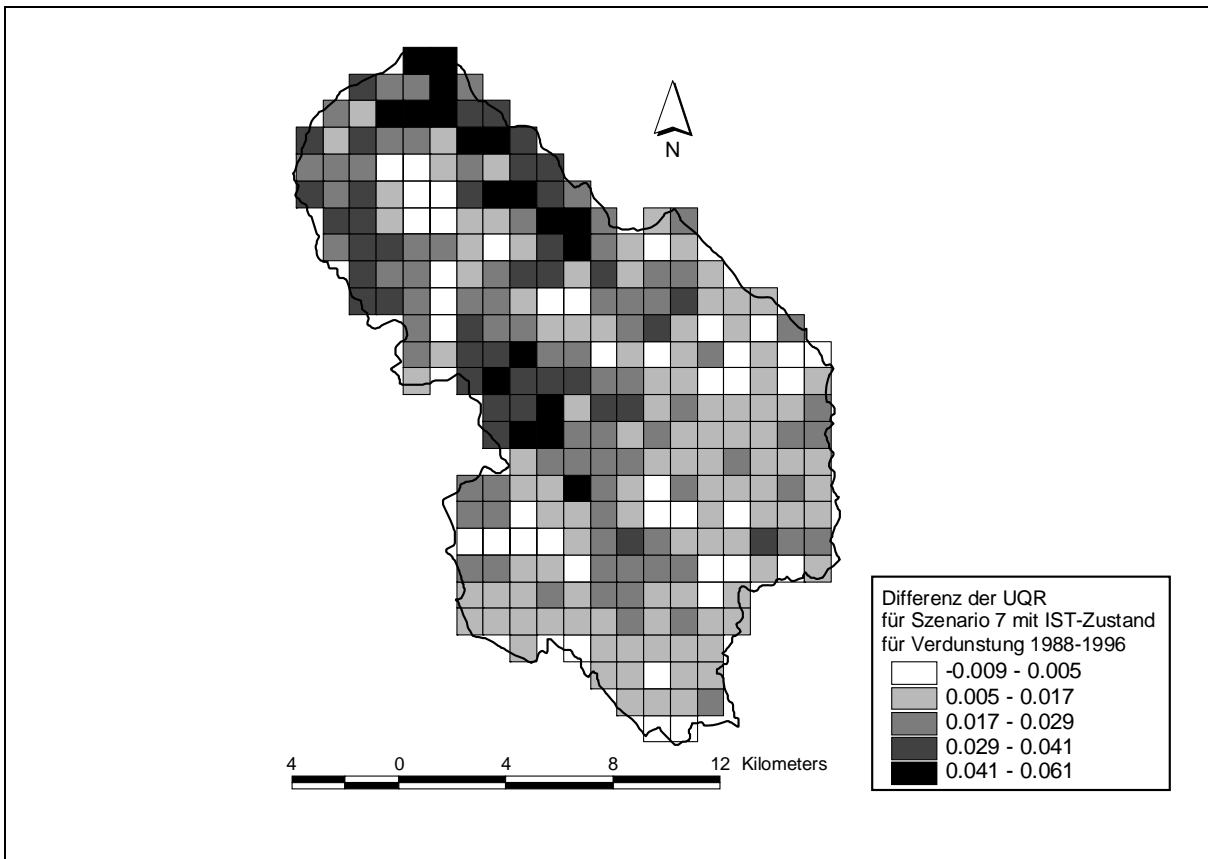 N
Differenz der UQR
für Szenario 7 mit IST-Zustand
für Verdunstung 1988-1996
-0.009 - 0.005
0.005 - 0.017
0.017 - 0.029
0.029 - 0.041
0.041 - 0.061
4 0 4 8 12 Kilometers